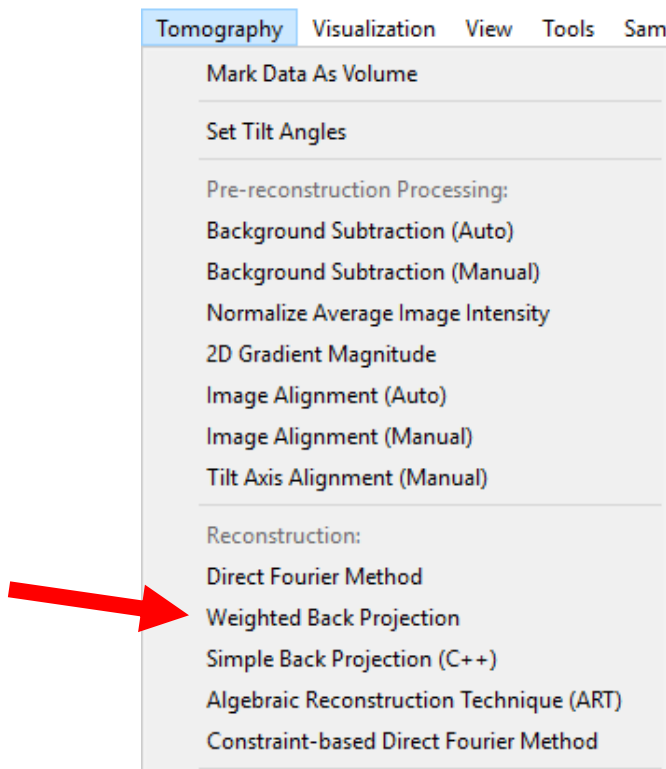 Tomography Visualization View Tools Sam
Mark Data As Volume
Set Tilt Angles
Pre-reconstruction Processing:
Background Subtraction (Auto)
Background Subtraction (Manual)
Normalize Average Image Intensity
2D Gradient Magnitude
Image Alignment (Auto)
Image Alignment (Manual)
Tilt Axis Alignment (Manual)
Reconstruction:
Direct Fourier Method
Weighted Back Projection
Simple Back Projection (C++)
Algebraic Reconstruction Technique (ART)
Constraint-based Direct Fourier Method